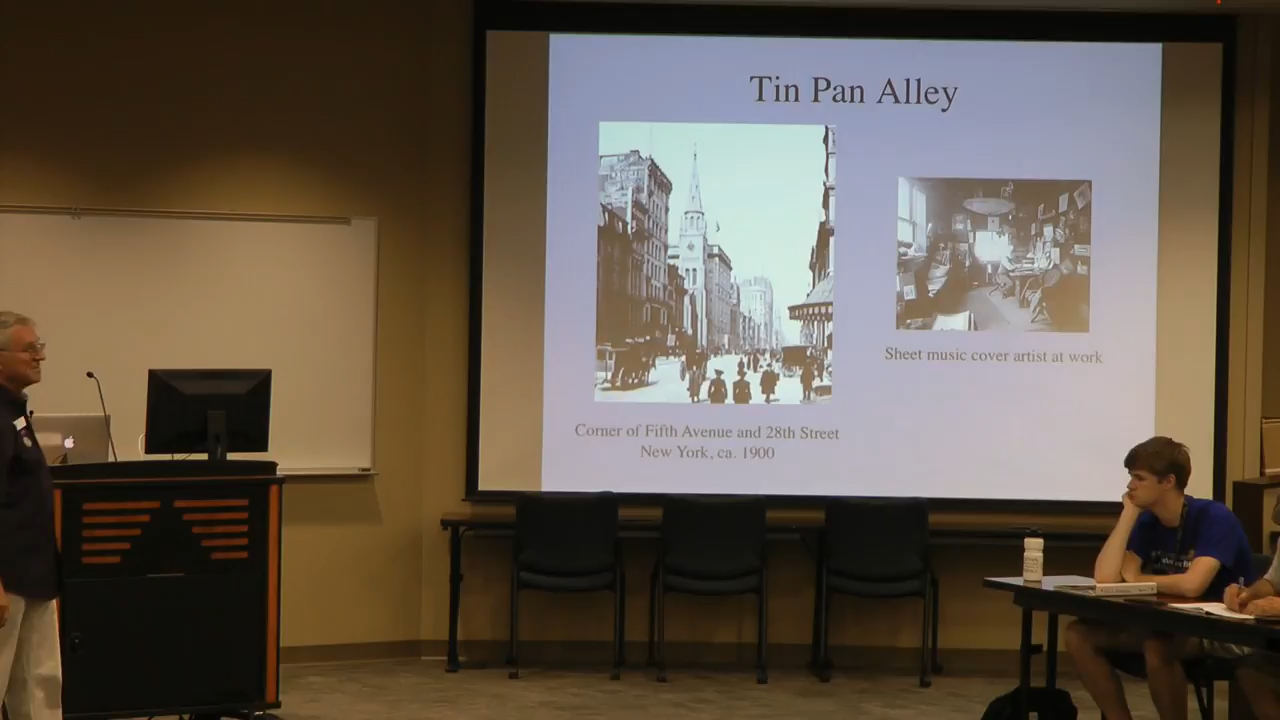 Tin Pan Alley
Sheet music cover artist at work
Corner of Fifth Avenue and 28th Street
New York, ca. 1900